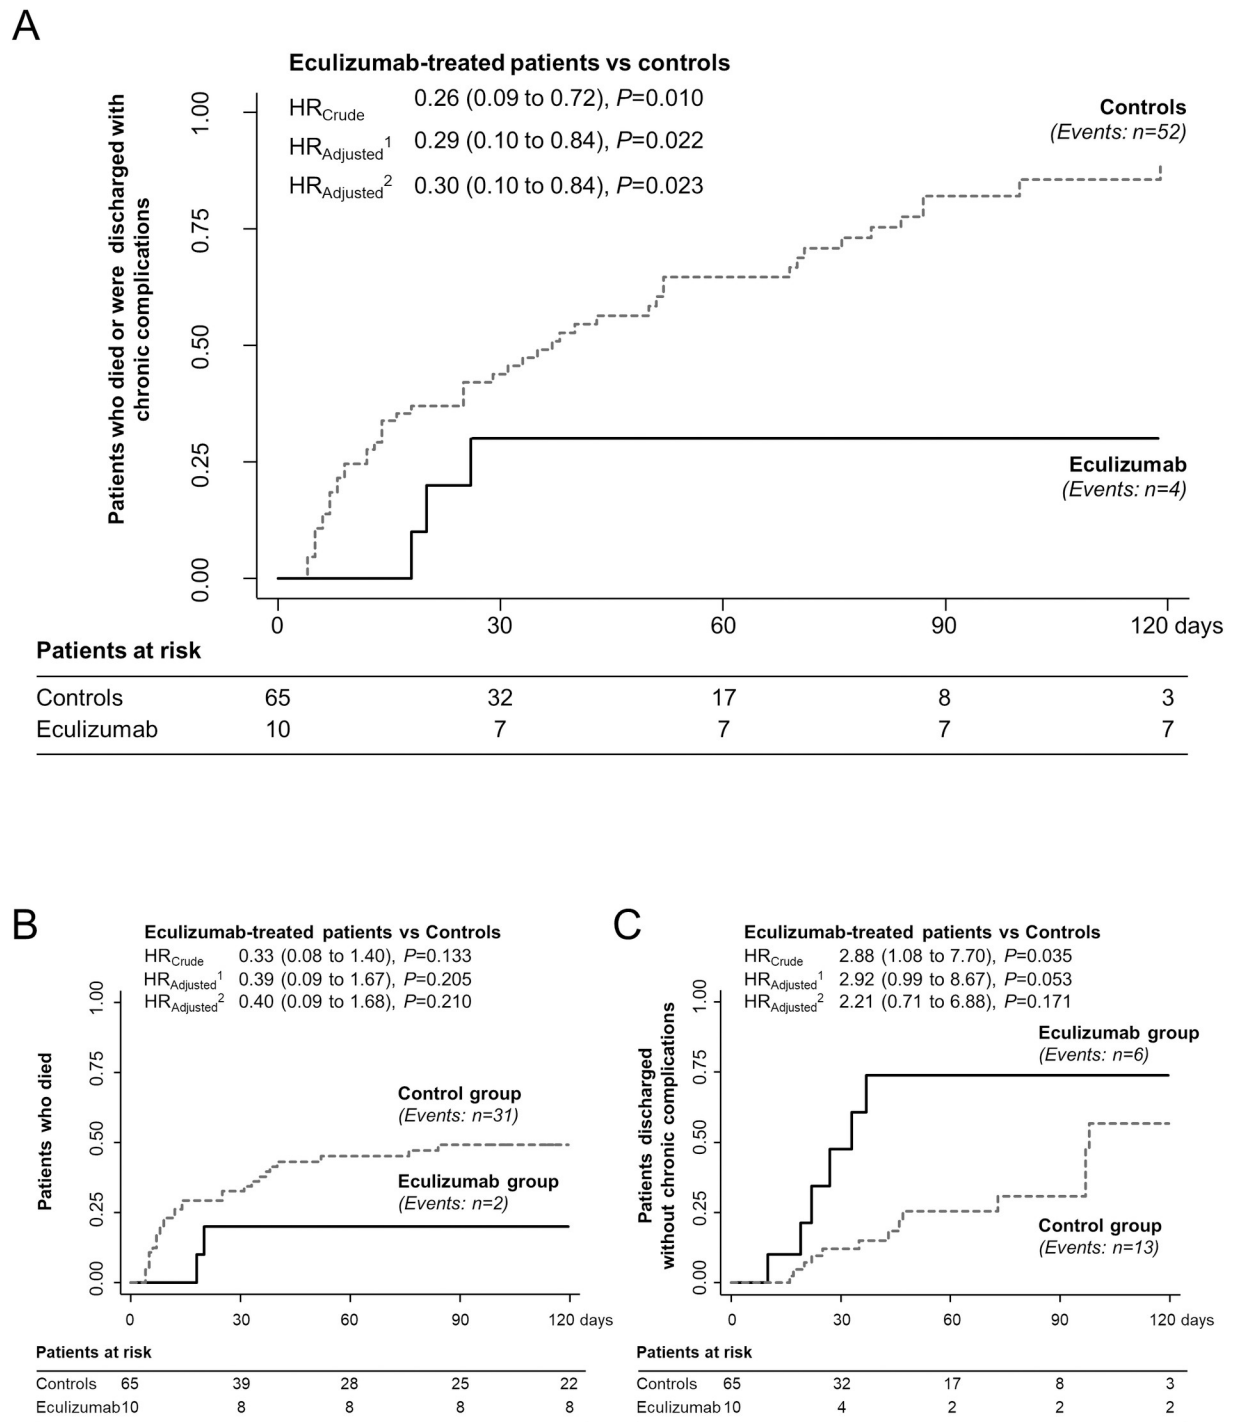 A
Eculizumab-treated patients vs controls
HRCrude 0.26 (0.09 to 0.72), P=0.010
HRAdjusted1 0.29 (0.10 to 0.84), P=0.022
HRAdjusted2 0.30 (0.10 to 0.84), P=0.023
Patients who died or were discharged with
chronic complications
1.00
0.75
0.50
0.25
0.00
Controls
(Events: n=52)
Eculizumab
(Events: n=4)
0 30 60 90 120 days
Patients at risk
Controls 65 32 17 8 3
Eculizumab 10 7 7 7 7
B
Eculizumab-treated patients vs Controls
HRCrude 0.33 (0.08 to 1.40), P=0.133
HRAdjusted1 0.39 (0.09 to 1.67), P=0.205
HRAdjusted2 0.40 (0.09 to 1.68), P=0.210
Patients who died
1.00
0.75
0.50
0.25
0.00
Control group
(Events: n=31)
Eculizumab group
(Events: n=2)
0 30 60 90 120 days
Patients at risk
Controls 65 39 28 25 22
Eculizumab 10 8 8 8 8
C
Eculizumab-treated patients vs Controls
HRCrude 2.88 (1.08 to 7.70), P=0.035
HRAdjusted1 2.92 (0.99 to 8.67), P=0.053
HRAdjusted2 2.21 (0.71 to 6.88), P=0.171
Patients discharged
without chronic complications
1.00
0.75
0.50
0.25
0.00
Eculizumab group
(Events: n=6)
Control group
(Events: n=13)
0 30 60 90 120 days
Patients at risk
Controls 65 32 17 8 3
Eculizumab 10 4 2 2 2